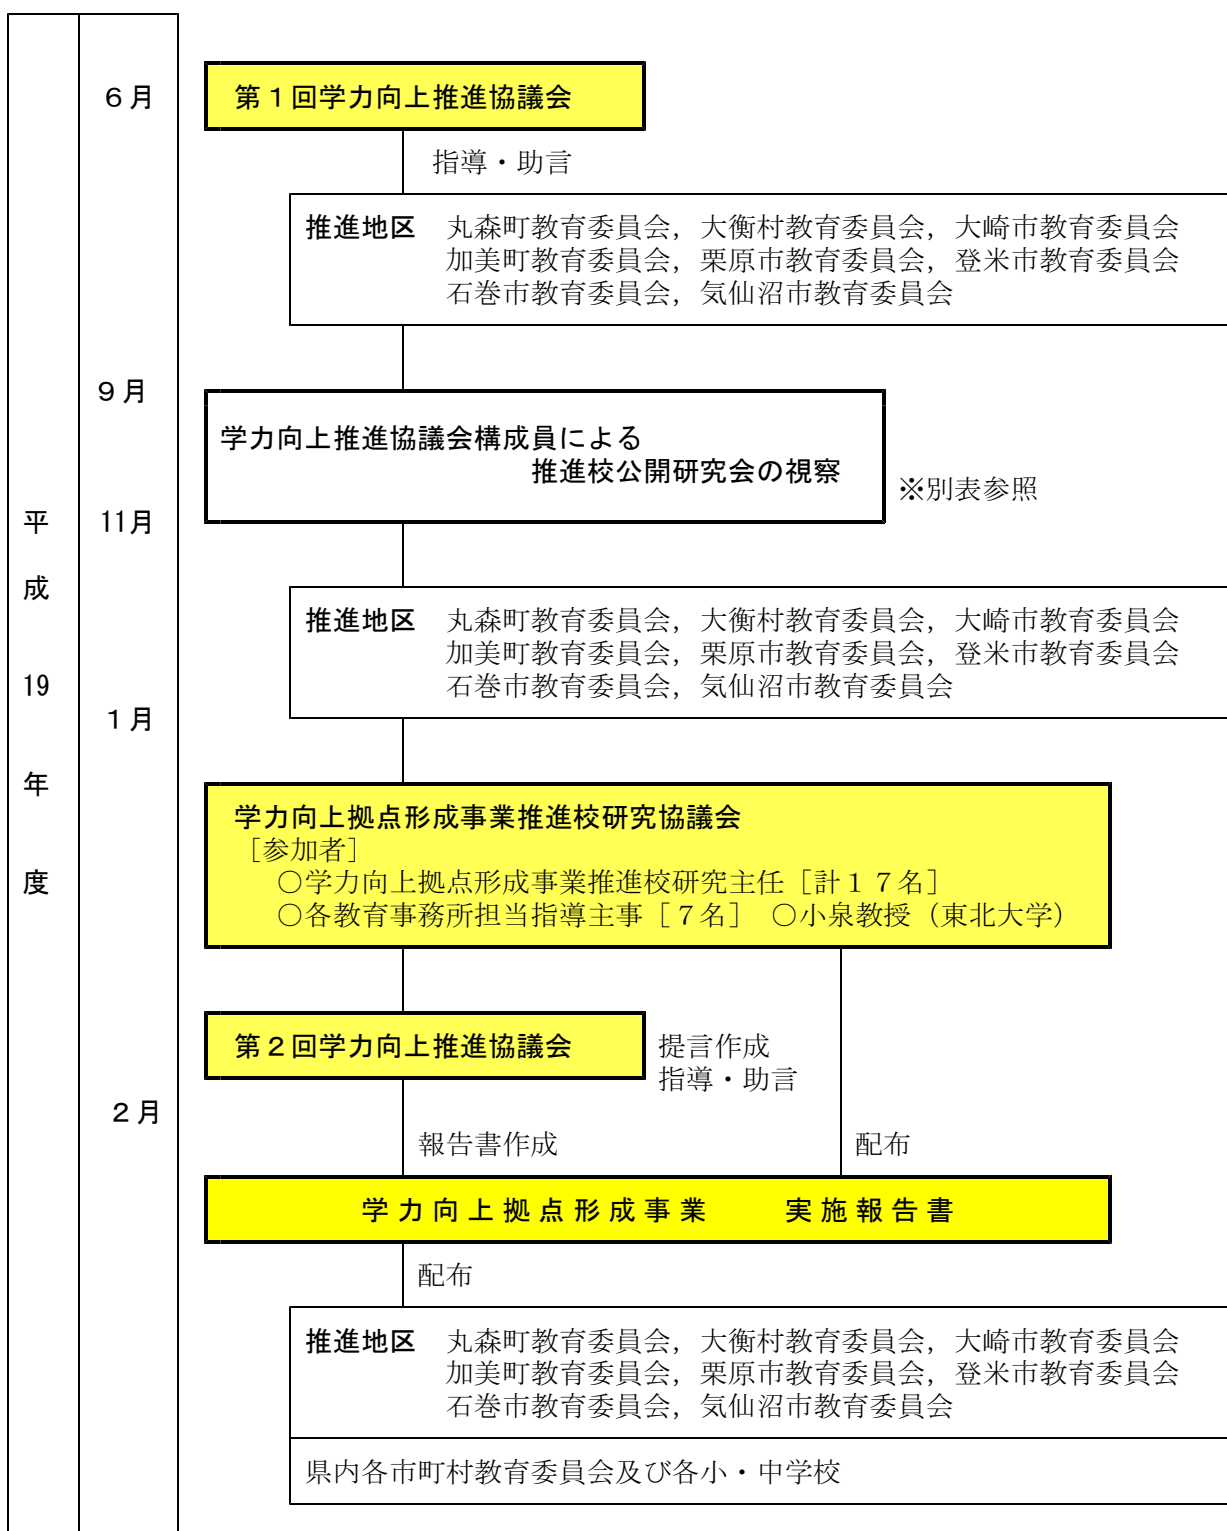 平成19年度
6月
第1回学力向上推進協議会
指導・助言
推進地区　丸森町教育委員会，大衡村教育委員会，大崎市教育委員会
加美町教育委員会，栗原市教育委員会，登米市教育委員会
石巻市教育委員会，気仙沼市教育委員会
9月
学力向上推進協議会構成員による
推進校公開研究会の視察
※別表参照
11月
推進地区　丸森町教育委員会，大衡村教育委員会，大崎市教育委員会
加美町教育委員会，栗原市教育委員会，登米市教育委員会
石巻市教育委員会，気仙沼市教育委員会
1月
学力向上拠点形成事業推進校研究協議会
［参加者］
○学力向上拠点形成事業推進校研究主任［計１７名］
○各教育事務所担当指導主事［７名］　○小泉教授（東北大学）
第2回学力向上推進協議会
提言作成
指導・助言
2月
報告書作成
配布
学力向上拠点形成事業　　実施報告書
配布
推進地区　丸森町教育委員会，大衡村教育委員会，大崎市教育委員会
加美町教育委員会，栗原市教育委員会，登米市教育委員会
石巻市教育委員会，気仙沼市教育委員会
県内各市町村教育委員会及び各小・中学校